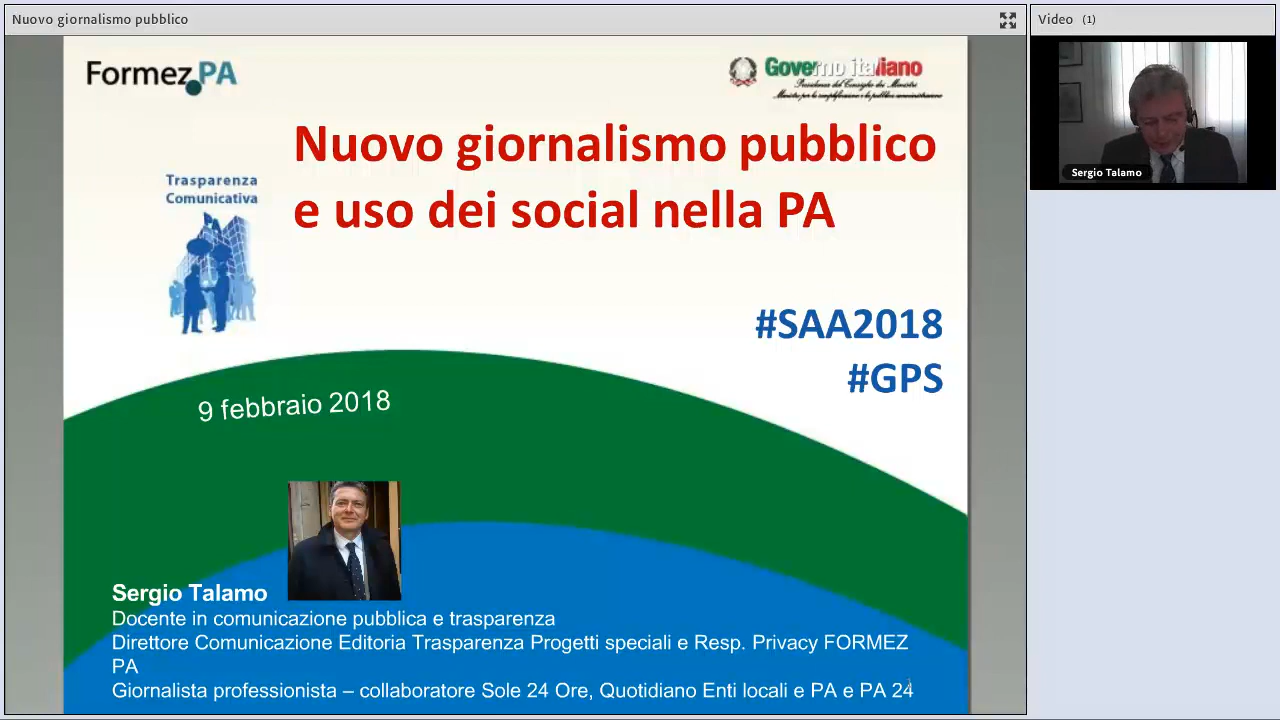 Nuovo giornalismo pubblico
Video (1)
Formez PA
Governo italiano
Presidenza del Consiglio dei Ministri
Ministro per la semplificazione e la pubblica amministrazione
Nuovo giornalismo pubblico
e uso dei social nella PA
Trasparenza
Comunicativa
Sergio Talamo
#SAA2018
#GPS
9 febbraio 2018
Sergio Talamo
Docente in comunicazione pubblica e trasparenza
Direttore Comunicazione Editoria Trasparenza Progetti speciali e Resp. Privacy FORMEZ
PA
Giornalista professionista – collaboratore Sole 24 Ore, Quotidiano Enti locali e PA e PA 24